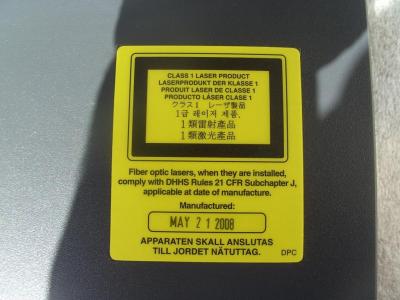 CLASS 1 LASER PRODUCT
LASERPRODUKT DER KLASSE 1
PRODUIT LASER DE CLASSE 1
PRODUCTO LÁSER CLASE 1
クラス1 レーザ製品
1급 레이저 제품.
1類雷射產品
1類激光產品
Fiber optic lasers, when they are installed,
comply with DHHS Rules 21 CFR Subchapter J,
applicable at date of manufacture.
Manufactured:
MAY 21 2008
APPARATEN SKALL ANSLUTAS
TILL JORDET NÄTUTTAG.
DPC